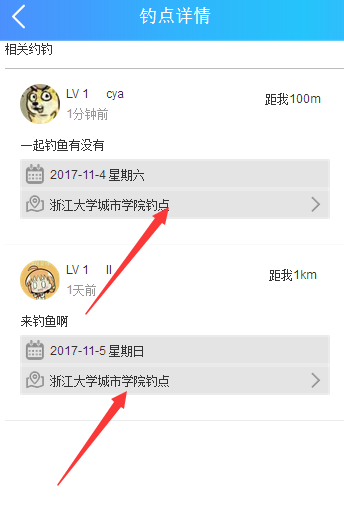 钓点详情
相关约钓
LV 1 cya
距我100m
1分钟前
一起钓鱼有没有
2017-11-4 星期六
浙江大学城市学院钓点
LV 1 ll
距我1km
1天前
来钓鱼啊
2017-11-5 星期日
浙江大学城市学院钓点